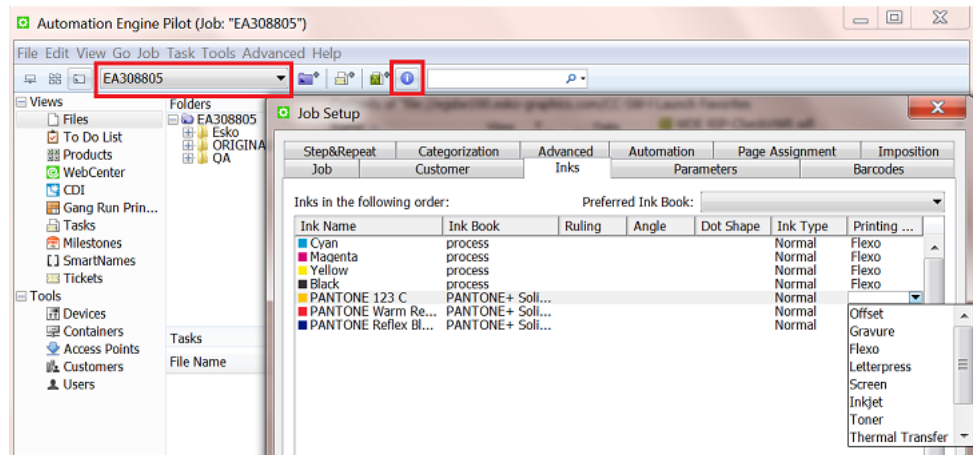 Automation Engine Pilot (Job: "EA308805")
File Edit View Go Job Task Tools Advanced Help
EA308805
Views
Files
To Do List
Products
WebCenter
CDI
Gang Run Prin...
Tasks
Milestones
SmartNames
Tickets
Tools
Devices
Containers
Access Points
Customers
Users
Folders
EA308805
Esko
ORIGINA
QA
Tasks
File Name
Job Setup
Step&Repeat Categorization Advanced Automation Page Assignment Imposition
Job Customer Inks Parameters Barcodes
Inks in the following order: Preferred Ink Book:
Ink Name Ink Book Ruling Angle Dot Shape Ink Type Printing ...
Cyan process Normal Flexo
Magenta process Normal Flexo
Yellow process Normal Flexo
Black process Normal Flexo
PANTONE 123 C PANTONE+ Soli... Normal
PANTONE Warm Re... PANTONE+ Soli... Normal
PANTONE Reflex Bl... PANTONE+ Soli... Normal
Offset
Gravure
Flexo
Letterpress
Screen
Inkjet
Toner
Thermal Transfer